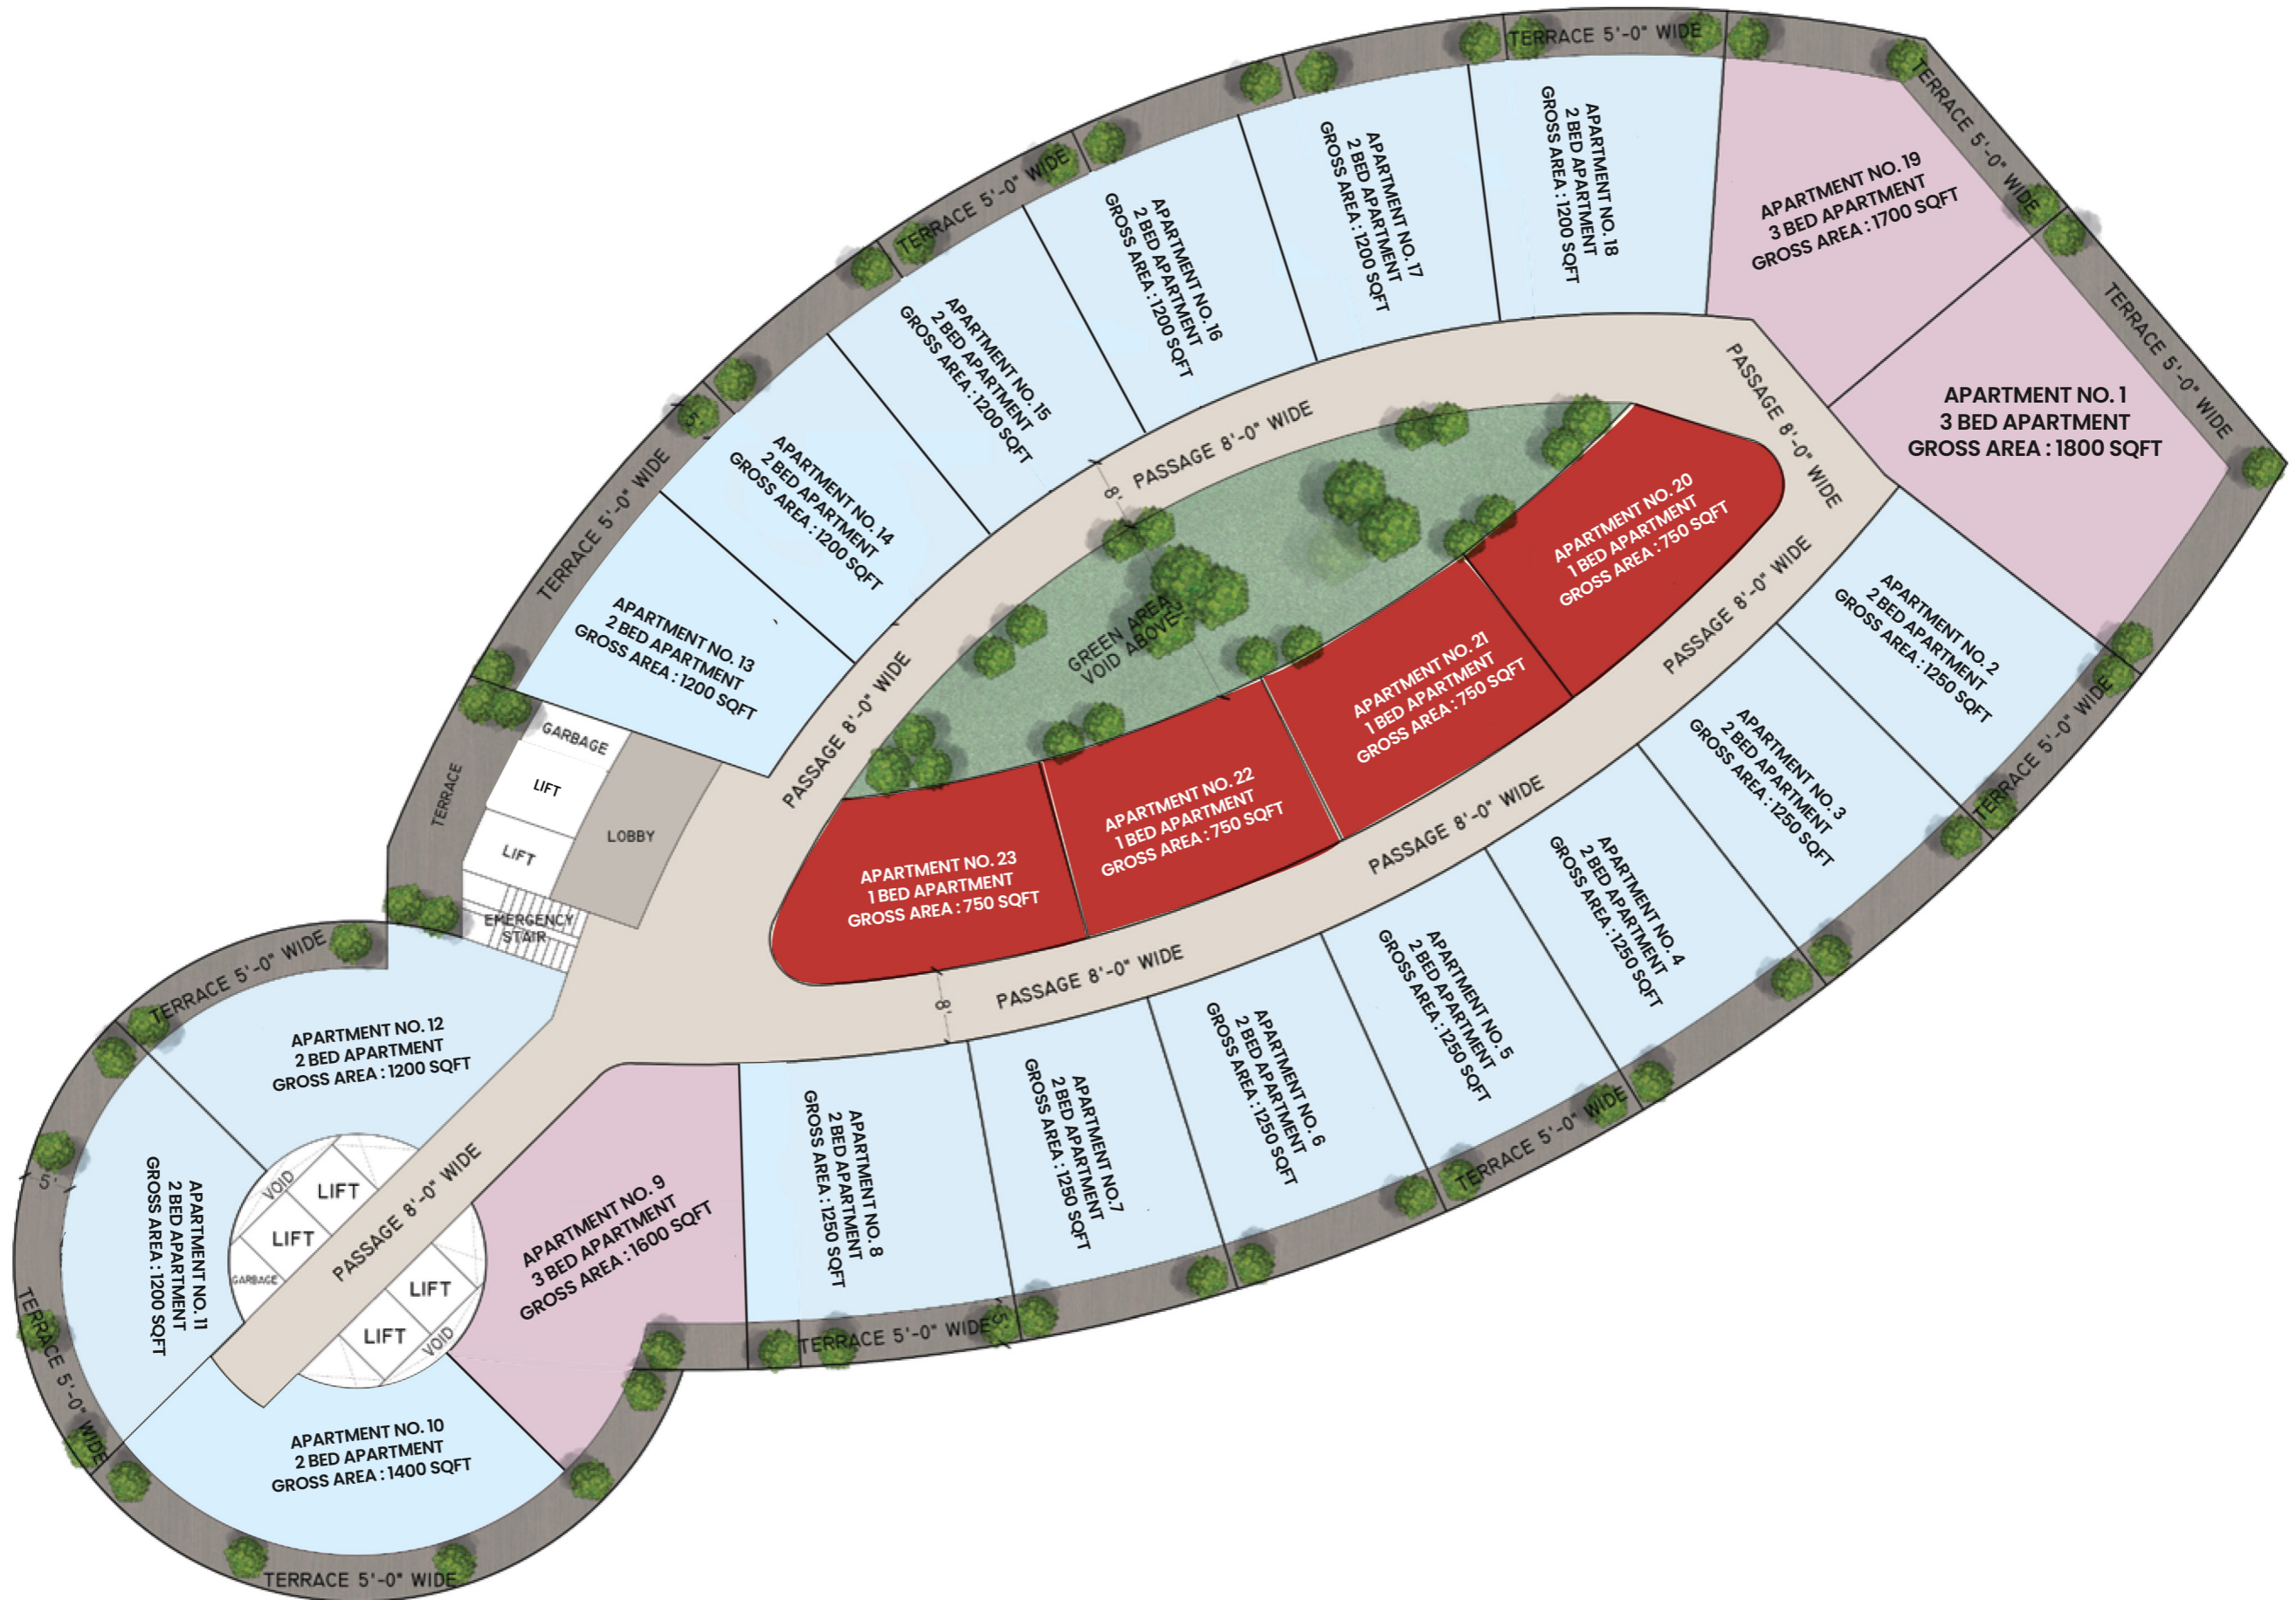 TERRACE 5'-0" WIDE
TERRACE 5'-0" WIDE
APARTMENT NO. 18
2 BED APARTMENT
GROSS AREA : 1200 SQFT
APARTMENT NO. 19
3 BED APARTMENT
GROSS AREA : 1700 SQFT
TERRACE 5'-0" WIDE
APARTMENT NO. 17
2 BED APARTMENT
GROSS AREA : 1200 SQFT
APARTMENT NO. 16
2 BED APARTMENT
GROSS AREA : 1200 SQFT
TERRACE 5'-0" WIDE
APARTMENT NO. 15
2 BED APARTMENT
GROSS AREA : 1200 SQFT
APARTMENT NO. 1
3 BED APARTMENT
GROSS AREA : 1800 SQFT
PASSAGE 8'-0" WIDE
PASSAGE 8'-0" WIDE
8'
5'
APARTMENT NO. 14
2 BED APARTMENT
GROSS AREA : 1200 SQFT
TERRACE 5'-0" WIDE
APARTMENT NO. 20
1 BED APARTMENT
GROSS AREA : 750 SQFT
PASSAGE 8'-0" WIDE
APARTMENT NO. 2
2 BED APARTMENT
GROSS AREA : 1250 SQFT
GREEN AREA
VOID ABOVE
APARTMENT NO. 13
2 BED APARTMENT
GROSS AREA : 1200 SQFT
PASSAGE 8'-0" WIDE
APARTMENT NO. 21
1 BED APARTMENT
GROSS AREA : 750 SQFT
TERRACE 5'-0" WIDE
APARTMENT NO. 3
2 BED APARTMENT
GROSS AREA : 1250 SQFT
GARBAGE
LIFT
LIFT
TERRACE
LOBBY
EMERGENCY
STAIR
APARTMENT NO. 22
1 BED APARTMENT
GROSS AREA : 750 SQFT
PASSAGE 8'-0" WIDE
APARTMENT NO. 23
1 BED APARTMENT
GROSS AREA : 750 SQFT
APARTMENT NO. 4
2 BED APARTMENT
GROSS AREA : 1250 SQFT
PASSAGE 8'-0" WIDE
8'
APARTMENT NO. 5
2 BED APARTMENT
GROSS AREA : 1250 SQFT
TERRACE 5'-0" WIDE
APARTMENT NO. 12
2 BED APARTMENT
GROSS AREA : 1200 SQFT
APARTMENT NO. 6
2 BED APARTMENT
GROSS AREA : 1250 SQFT
APARTMENT NO.7
2 BED APARTMENT
GROSS AREA : 1250 SQFT
APARTMENT NO. 8
2 BED APARTMENT
GROSS AREA : 1250 SQFT
TERRACE 5'-0" WIDE
5'
APARTMENT NO. 11
2 BED APARTMENT
GROSS AREA : 1200 SQFT
VOID
LIFT
LIFT
GARBAGE
PASSAGE 8'-0" WIDE
LIFT
LIFT
VOID
APARTMENT NO. 9
3 BED APARTMENT
GROSS AREA : 1600 SQFT
TERRACE 5'-0" WIDE
5'
TERRACE 5'-0" WIDE
APARTMENT NO. 10
2 BED APARTMENT
GROSS AREA : 1400 SQFT
TERRACE 5'-0" WIDE